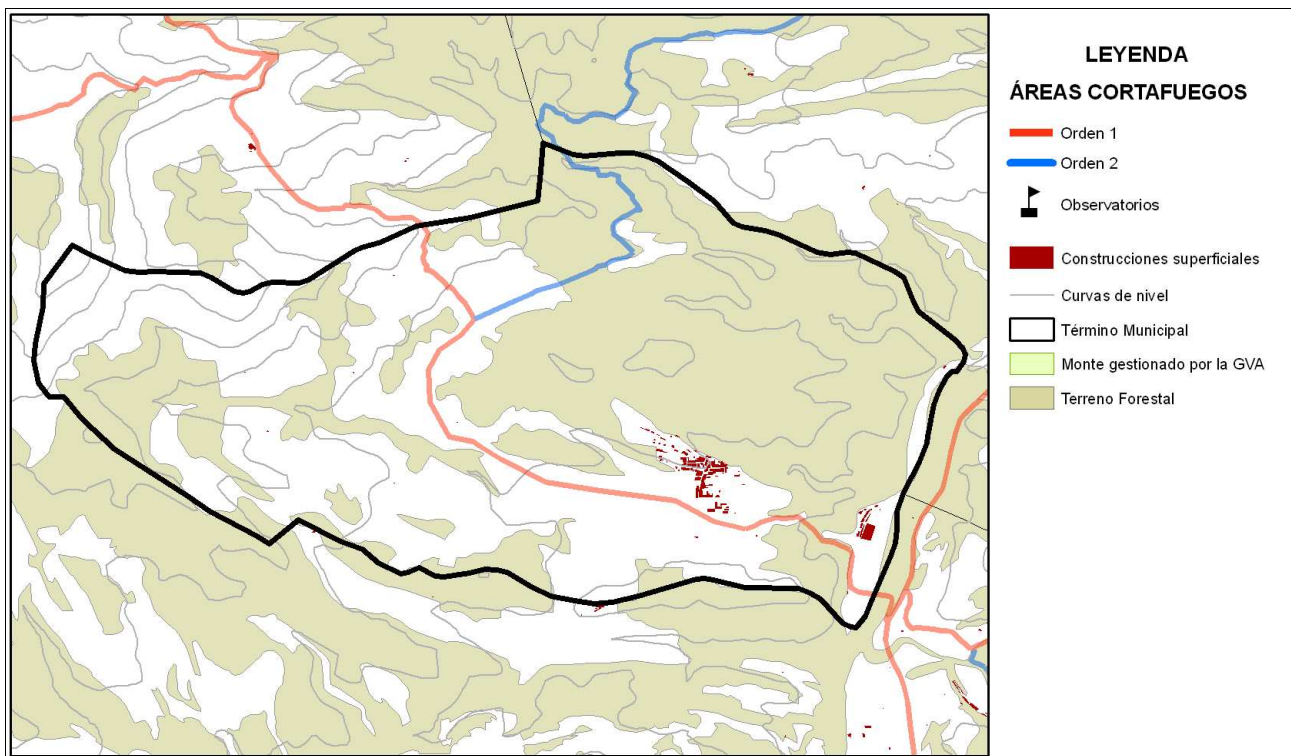 LEYENDA
ÁREAS CORTAFUEGOS
Orden 1
Orden 2
Observatorios
Construcciones superficiales
Curvas de nivel
Término Municipal
Monte gestionado por la GVA
Terreno Forestal